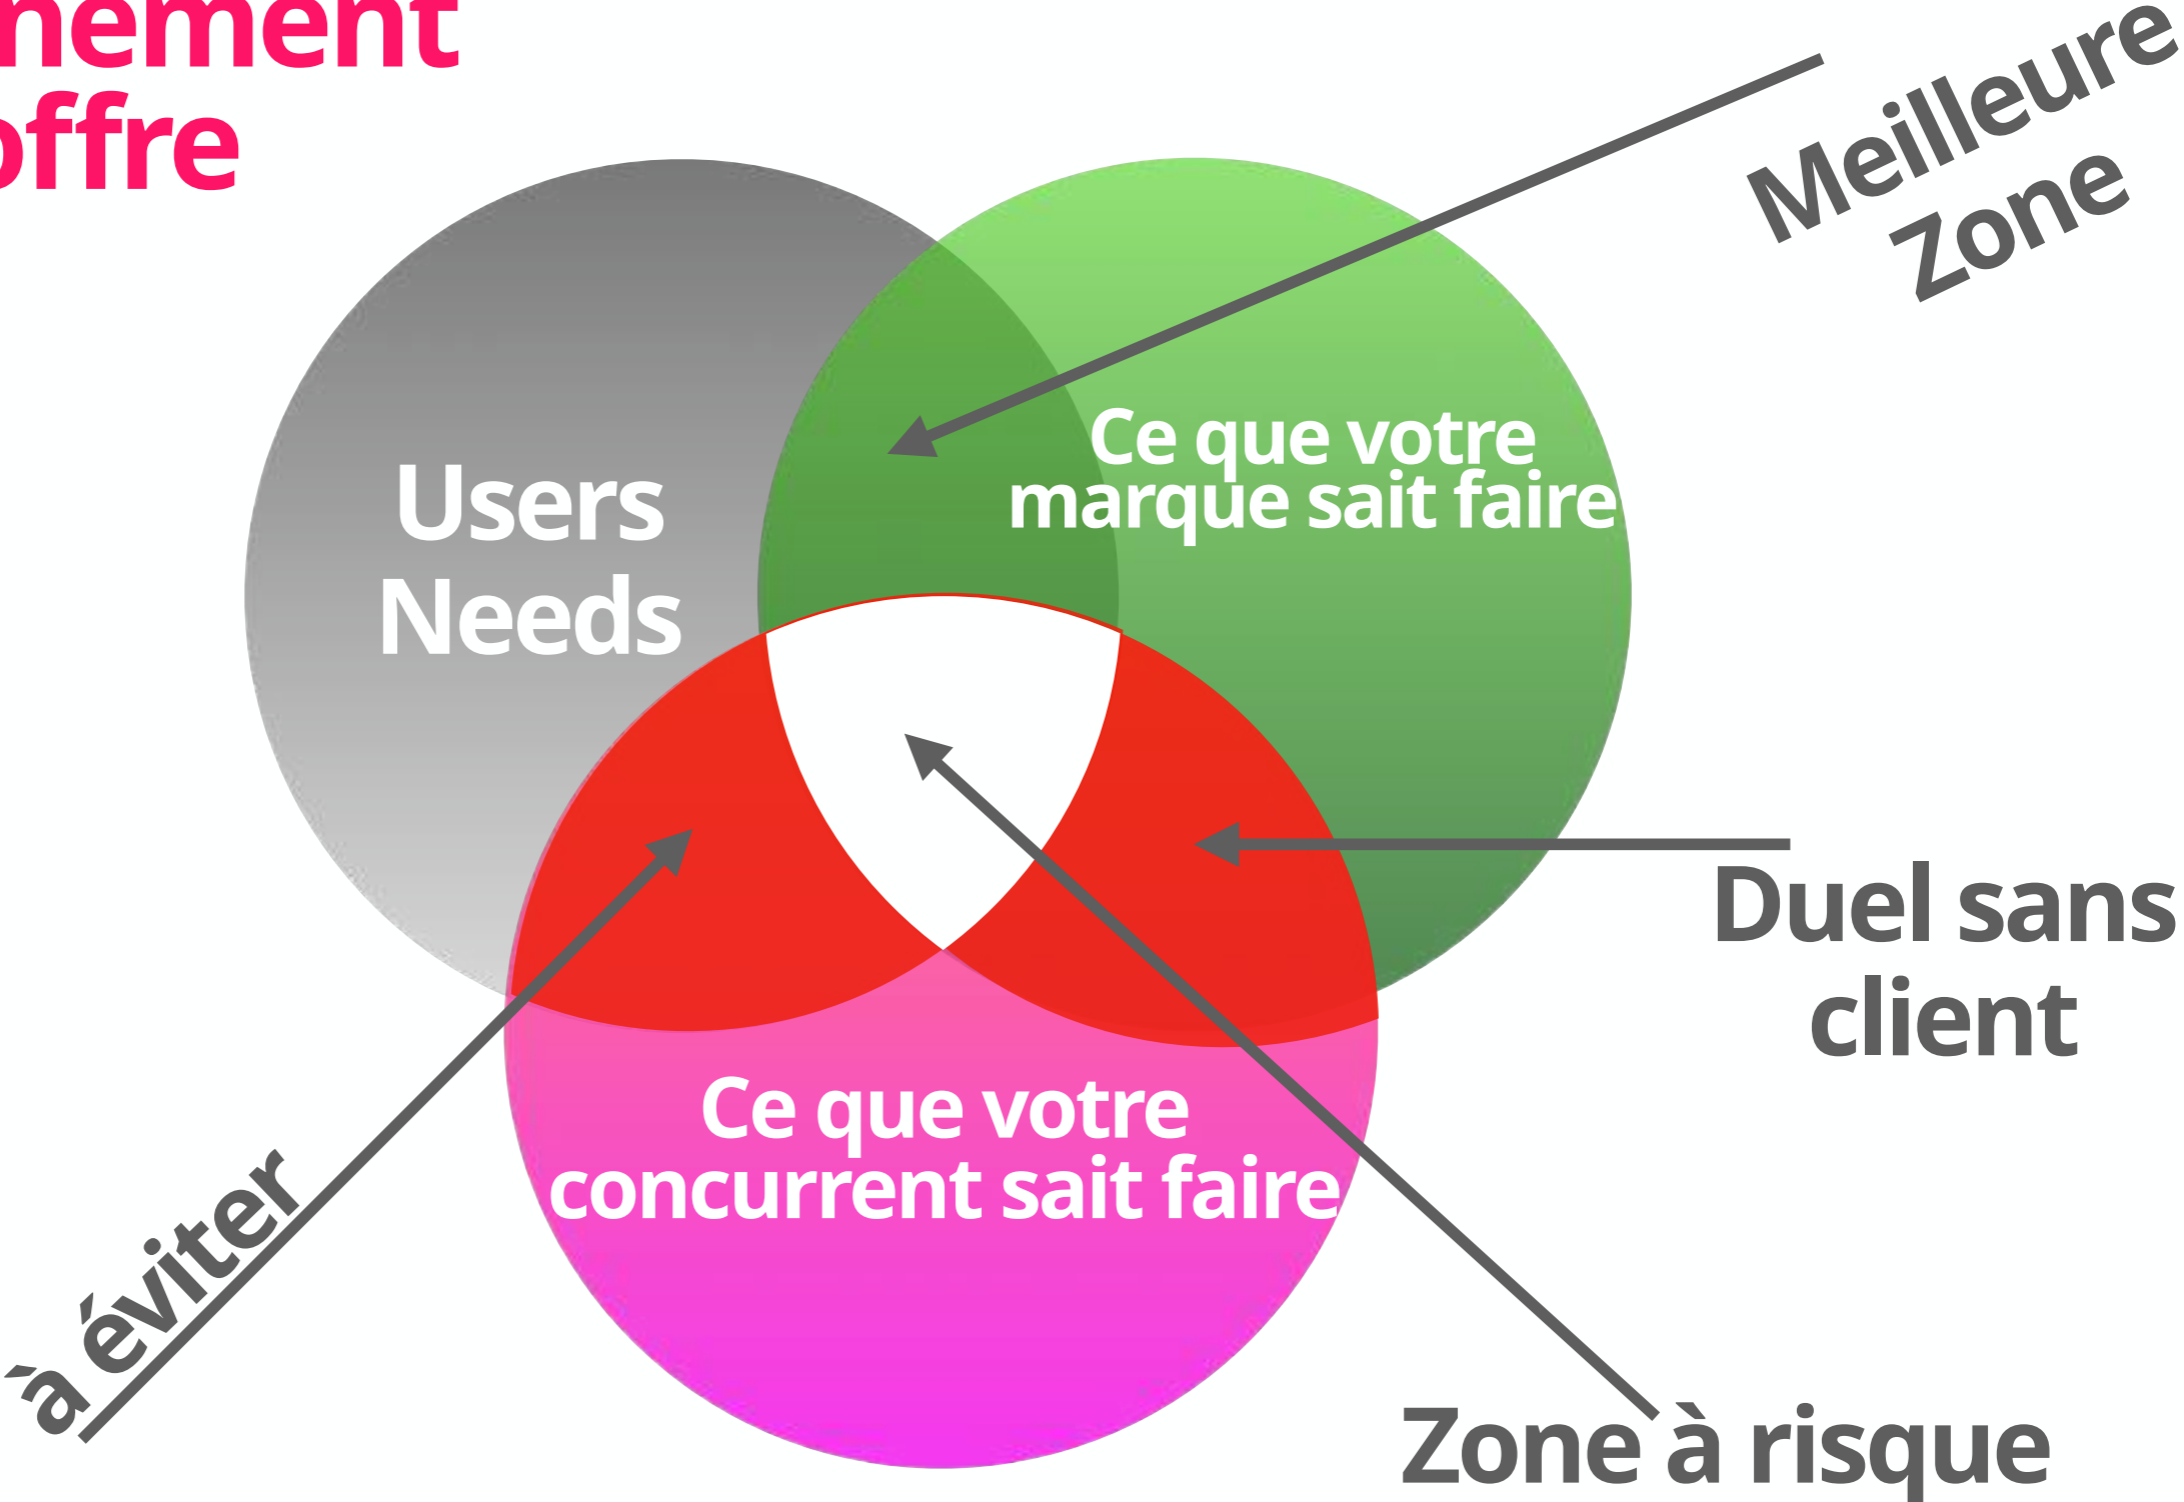 nement
offre
Meilleure
Zone
Ce que votre
marque sait faire
Users
Needs
Duel sans
client
Ce que votre
concurrent sait faire
à éviter
Zone à risque